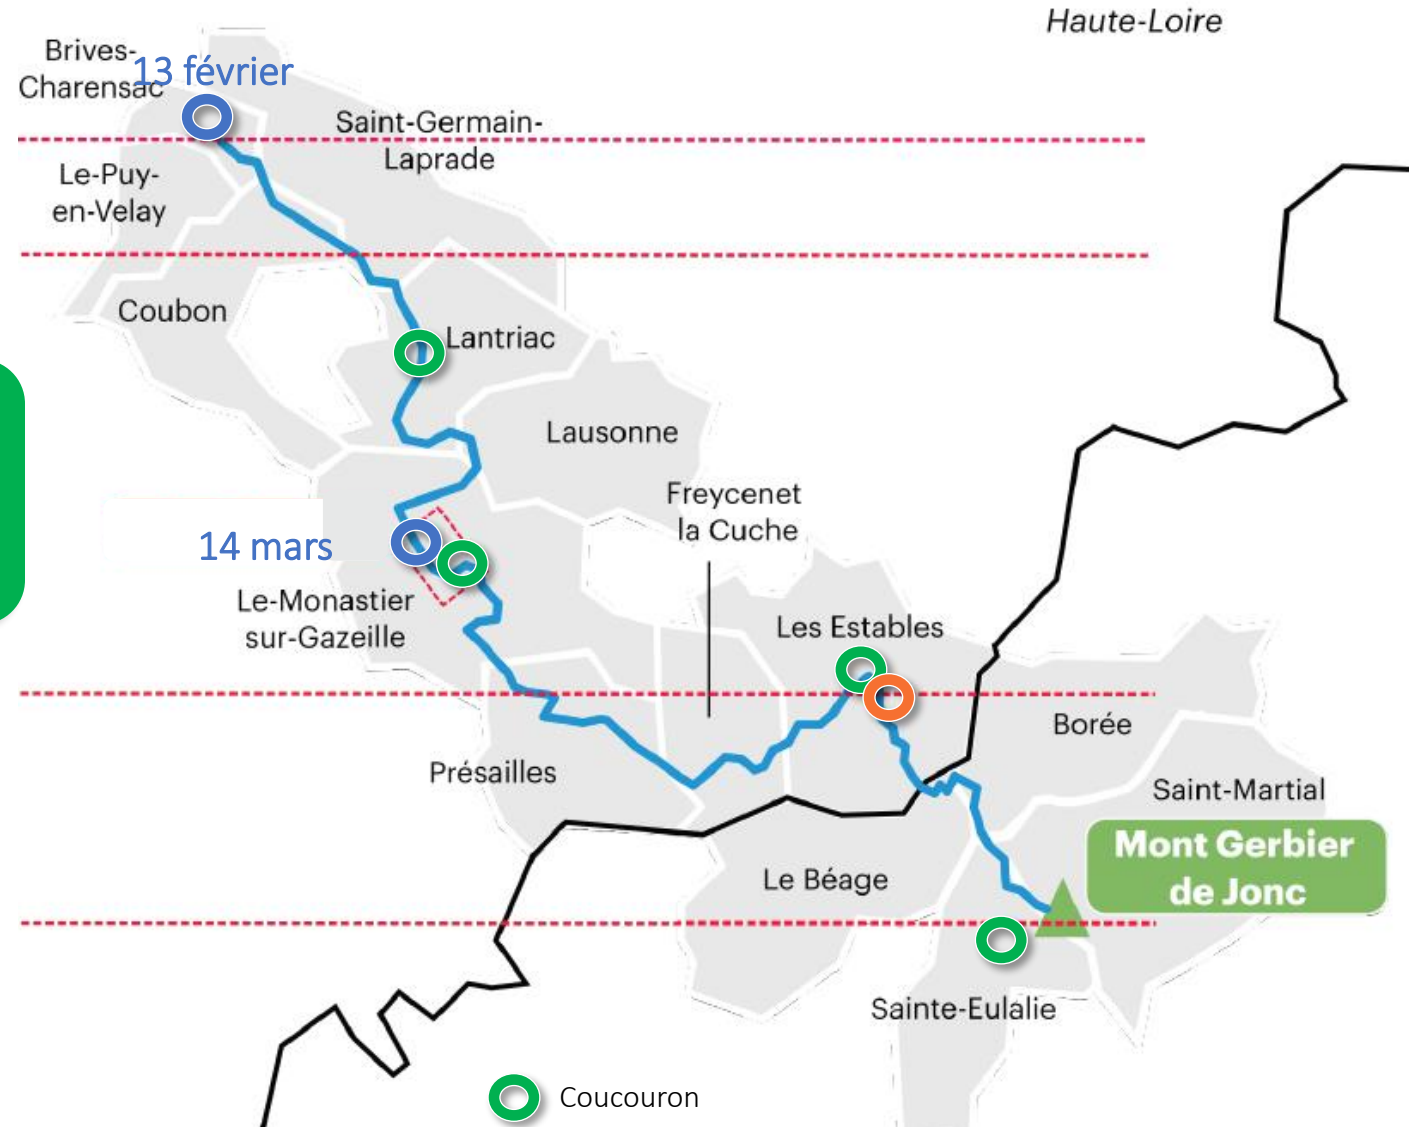 Haute-Loire
Brives-
Charensac
13 février
Saint-Germain-
Laprade
Le-Puy-
en-Velay
Coubon
Lantriac
Lausonne
Freycenet
la Cuche
14 mars
Le-Monastier
sur-Gazeille
Les Estables
Borée
Présailles
Saint-Martial
Mont Gerbier
de Jonc
Le Béage
Sainte-Eulalie
Coucouron